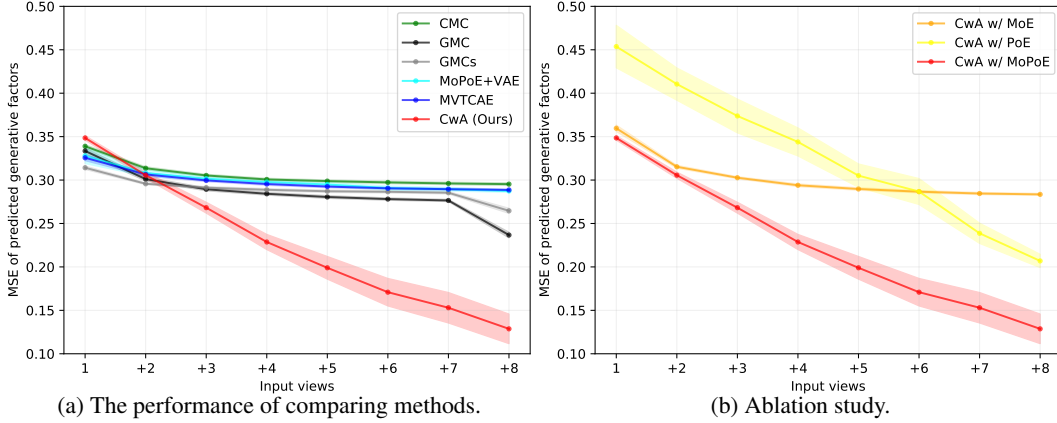 0.50
0.45
0.40
0.35
0.30
0.25
0.20
0.15
0.10
MSE of predicted generative factors
CMC
GMC
GMCs
MoPoE+VAE
MVTCAE
CwA (Ours)
1 +2 +3 +4 +5 +6 +7 +8
Input views
(a) The performance of comparing methods.
0.50
0.45
0.40
0.35
0.30
0.25
0.20
0.15
0.10
MSE of predicted generative factors
CwA w/ MoE
CwA w/ PoE
CwA w/ MoPoE
1 +2 +3 +4 +5 +6 +7 +8
Input views
(b) Ablation study.